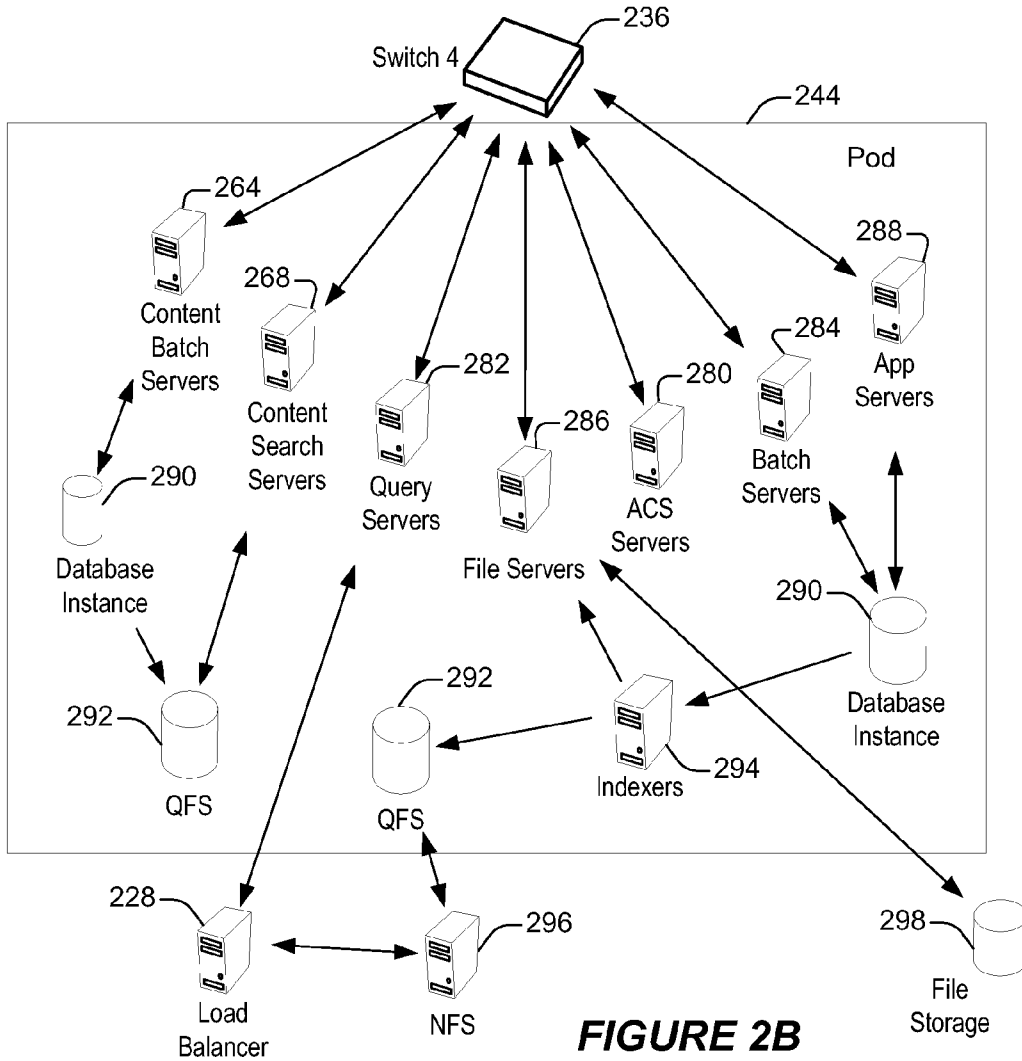 236
Switch 4
244
Pod
264
288
268
Content
Batch
Servers
284
282
280
App
Servers
286
Content
Search
Servers
290
Batch
Servers
Query
Servers
ACS
Servers
File Servers
Database
Instance
290
292
292
Database
Instance
294
Indexers
QFS
QFS
228
296
298
Load
Balancer
NFS
File
Storage
FIGURE 2B